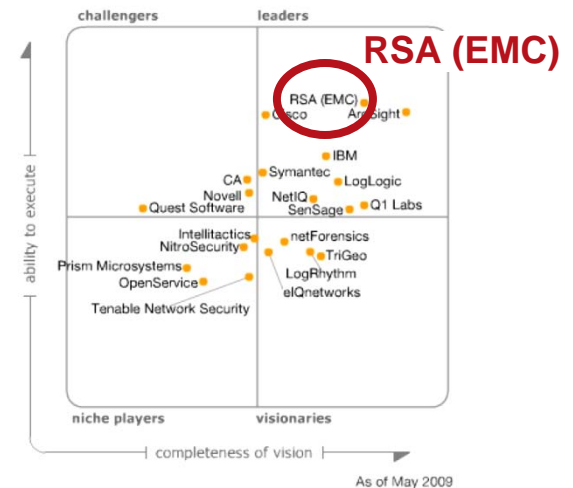 challengers
leaders
RSA (EMC)
RSA (EMC)
Cisco
ArcSight
IBM
Symantec
CA
LogLogic
Novell
NetIQ
Quest Software
SenSage
Q1 Labs
Intellitactics
netForensics
NitroSecurity
TriGeo
Prism Microsystems
LogRhythm
OpenService
eIQnetworks
Tenable Network Security
ability to execute
niche players
visionaries
completeness of vision
As of May 2009